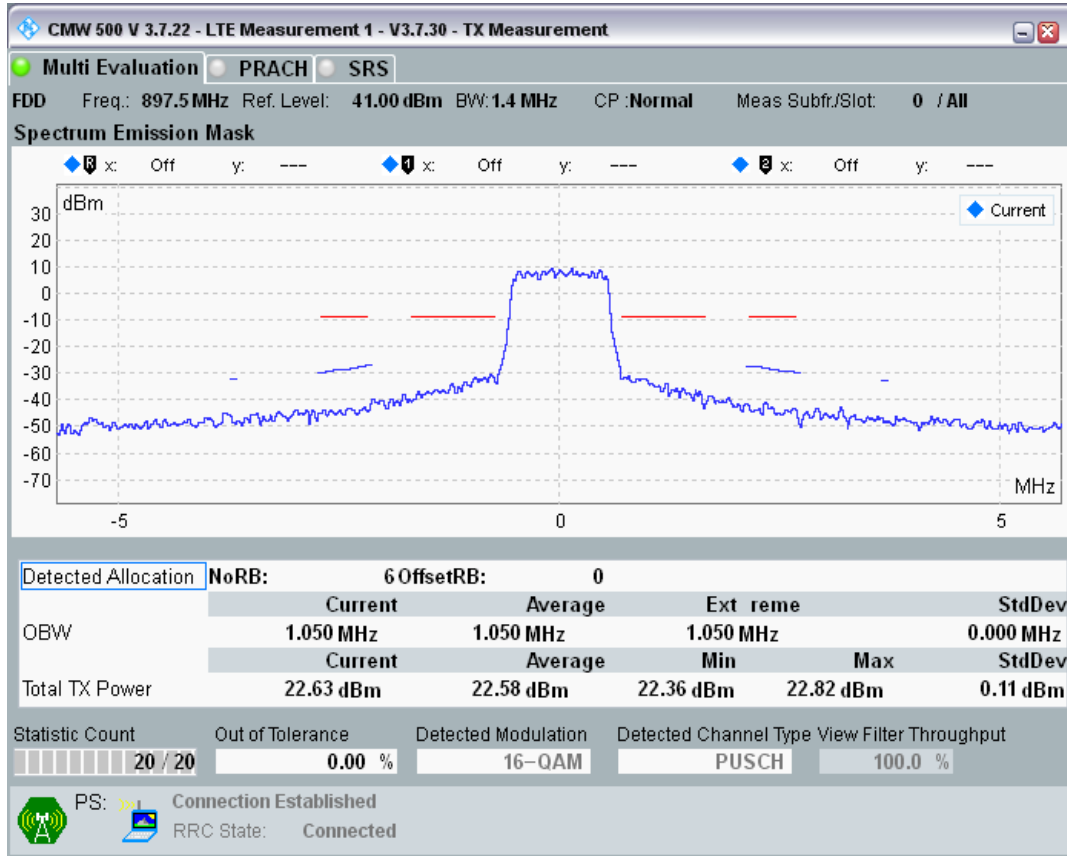 CMW 500 V 3.7.22 - LTE Measurement 1 - V3.7.30 - TX Measurement
Multi Evaluation PRACH SRS
FDD Freq.: 897.5 MHz Ref. Level: 41.00 dBm BW: 1.4 MHz CP :Normal Meas Subfr./Slot: 0 / All
Spectrum Emission Mask
R x: Off y: --- 1 x: Off y: --- 2 x: Off y: ---
dBm
Current
30
20
10
0
-10
-20
-30
-40
-50
-60
-70
MHz
-5 0 5
Detected Allocation NoRB: 6 OffsetRB: 0
Current Average Ext reme StdDev
OBW 1.050 MHz 1.050 MHz 1.050 MHz 0.000 MHz
Current Average Min Max StdDev
Total TX Power 22.63 dBm 22.58 dBm 22.36 dBm 22.82 dBm 0.11 dBm
Statistic Count Out of Tolerance Detected Modulation Detected Channel Type View Filter Throughput
20 / 20 0.00 % 16-QAM PUSCH 100.0 %
PS: Connection Established
RRC State: Connected